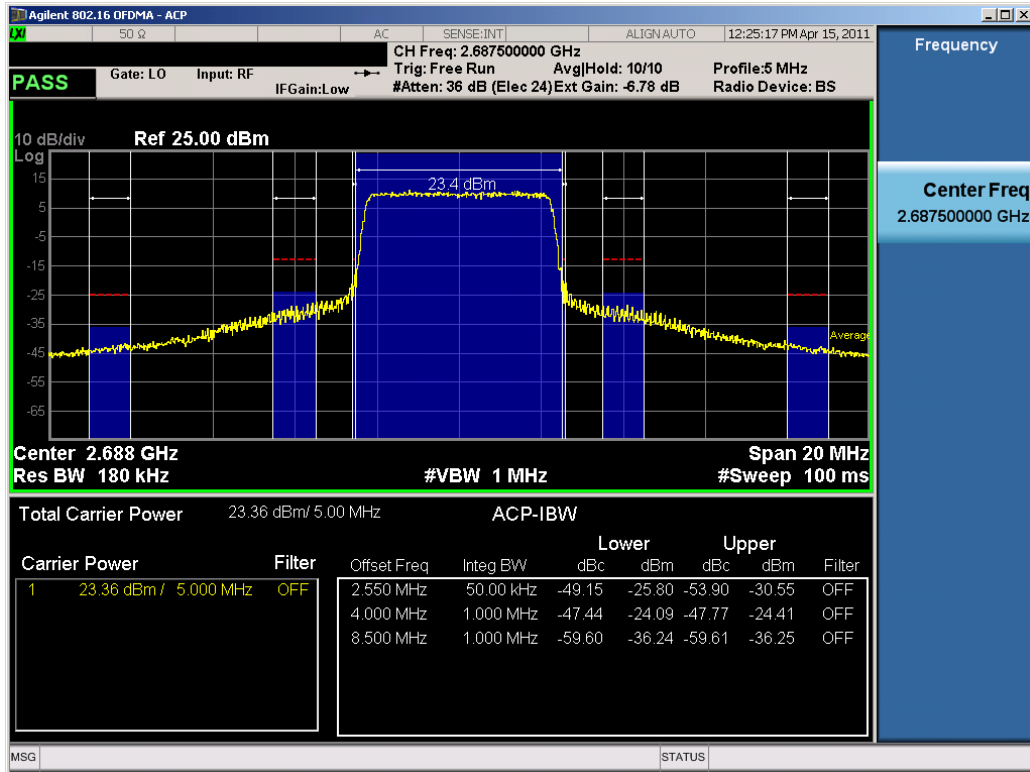 Agilent 802.16 OFDMA - ACP
LXI 50 Ω AC SENSE:INT ALIGN AUTO 12:25:17 PM Apr 15, 2011
CH Freq: 2.687500000 GHz
PASS Gate: LO Input: RF Trig: Free Run Avg|Hold: 10/10 Profile:5 MHz
IFGain:Low #Atten: 36 dB (Elec 24) Ext Gain: -6.78 dB Radio Device: BS
Frequency
Center Freq
2.687500000 GHz
10 dB/div Ref 25.00 dBm
Log
23.4 dBm
15
5
-5
-15
-25
-35
Average
-45
-55
-65
Center 2.688 GHz Span 20 MHz
Res BW 180 kHz #VBW 1 MHz #Sweep 100 ms
Total Carrier Power 23.36 dBm/ 5.00 MHz ACP-IBW
Lower Upper
Carrier Power Filter Offset Freq Integ BW dBc dBm dBc dBm Filter
1 23.36 dBm / 5.000 MHz OFF 2.550 MHz 50.00 kHz -49.15 -25.80 -53.90 -30.55 OFF
4.000 MHz 1.000 MHz -47.44 -24.09 -47.77 -24.41 OFF
8.500 MHz 1.000 MHz -59.60 -36.24 -59.61 -36.25 OFF
MSG STATUS